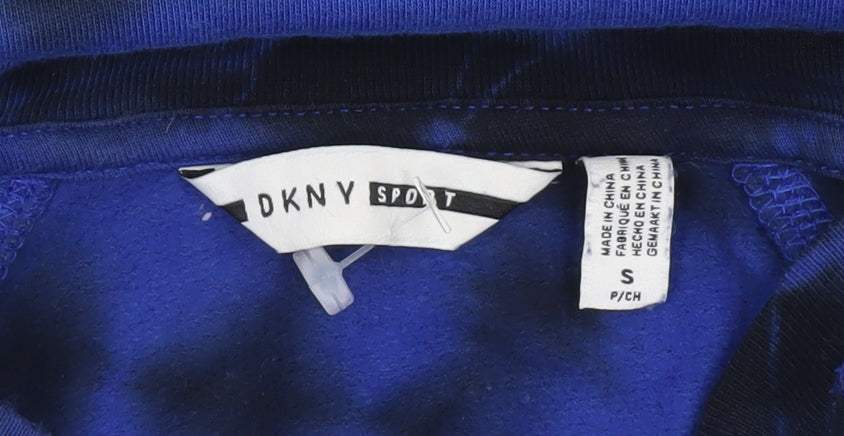 DKNY SPORT
MADE IN CHINA
FABRIQUÉ EN CHINE
HECHO EN CHINA
GEMAAKT IN CHINA
S
P/CH